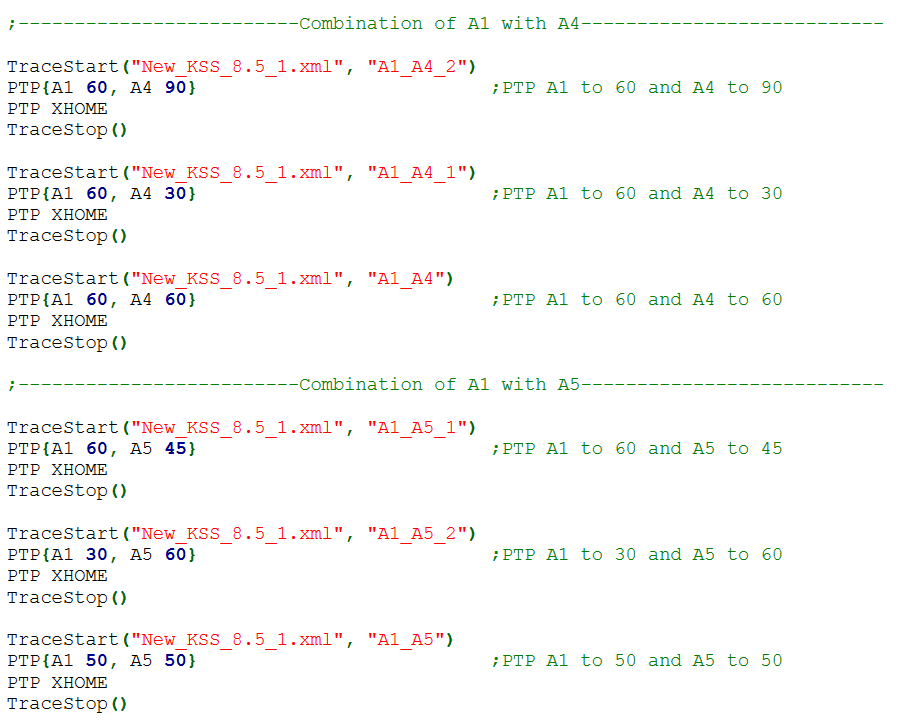 ;-------------------------Combination of A1 with A4---------------------------
TraceStart("New_KSS_8.5_1.xml", "A1_A4_2")
PTP{A1 60, A4 90} ;PTP A1 to 60 and A4 to 90
PTP XHOME
TraceStop()
TraceStart("New_KSS_8.5_1.xml", "A1_A4_1")
PTP{A1 60, A4 30} ;PTP A1 to 60 and A4 to 30
PTP XHOME
TraceStop()
TraceStart("New_KSS_8.5_1.xml", "A1_A4")
PTP{A1 60, A4 60} ;PTP A1 to 60 and A4 to 60
PTP XHOME
TraceStop()
;-------------------------Combination of A1 with A5---------------------------
TraceStart("New_KSS_8.5_1.xml", "A1_A5_1")
PTP{A1 60, A5 45} ;PTP A1 to 60 and A5 to 45
PTP XHOME
TraceStop()
TraceStart("New_KSS_8.5_1.xml", "A1_A5_2")
PTP{A1 30, A5 60} ;PTP A1 to 30 and A5 to 60
PTP XHOME
TraceStop()
TraceStart("New_KSS_8.5_1.xml", "A1_A5")
PTP{A1 50, A5 50} ;PTP A1 to 50 and A5 to 50
PTP XHOME
TraceStop()